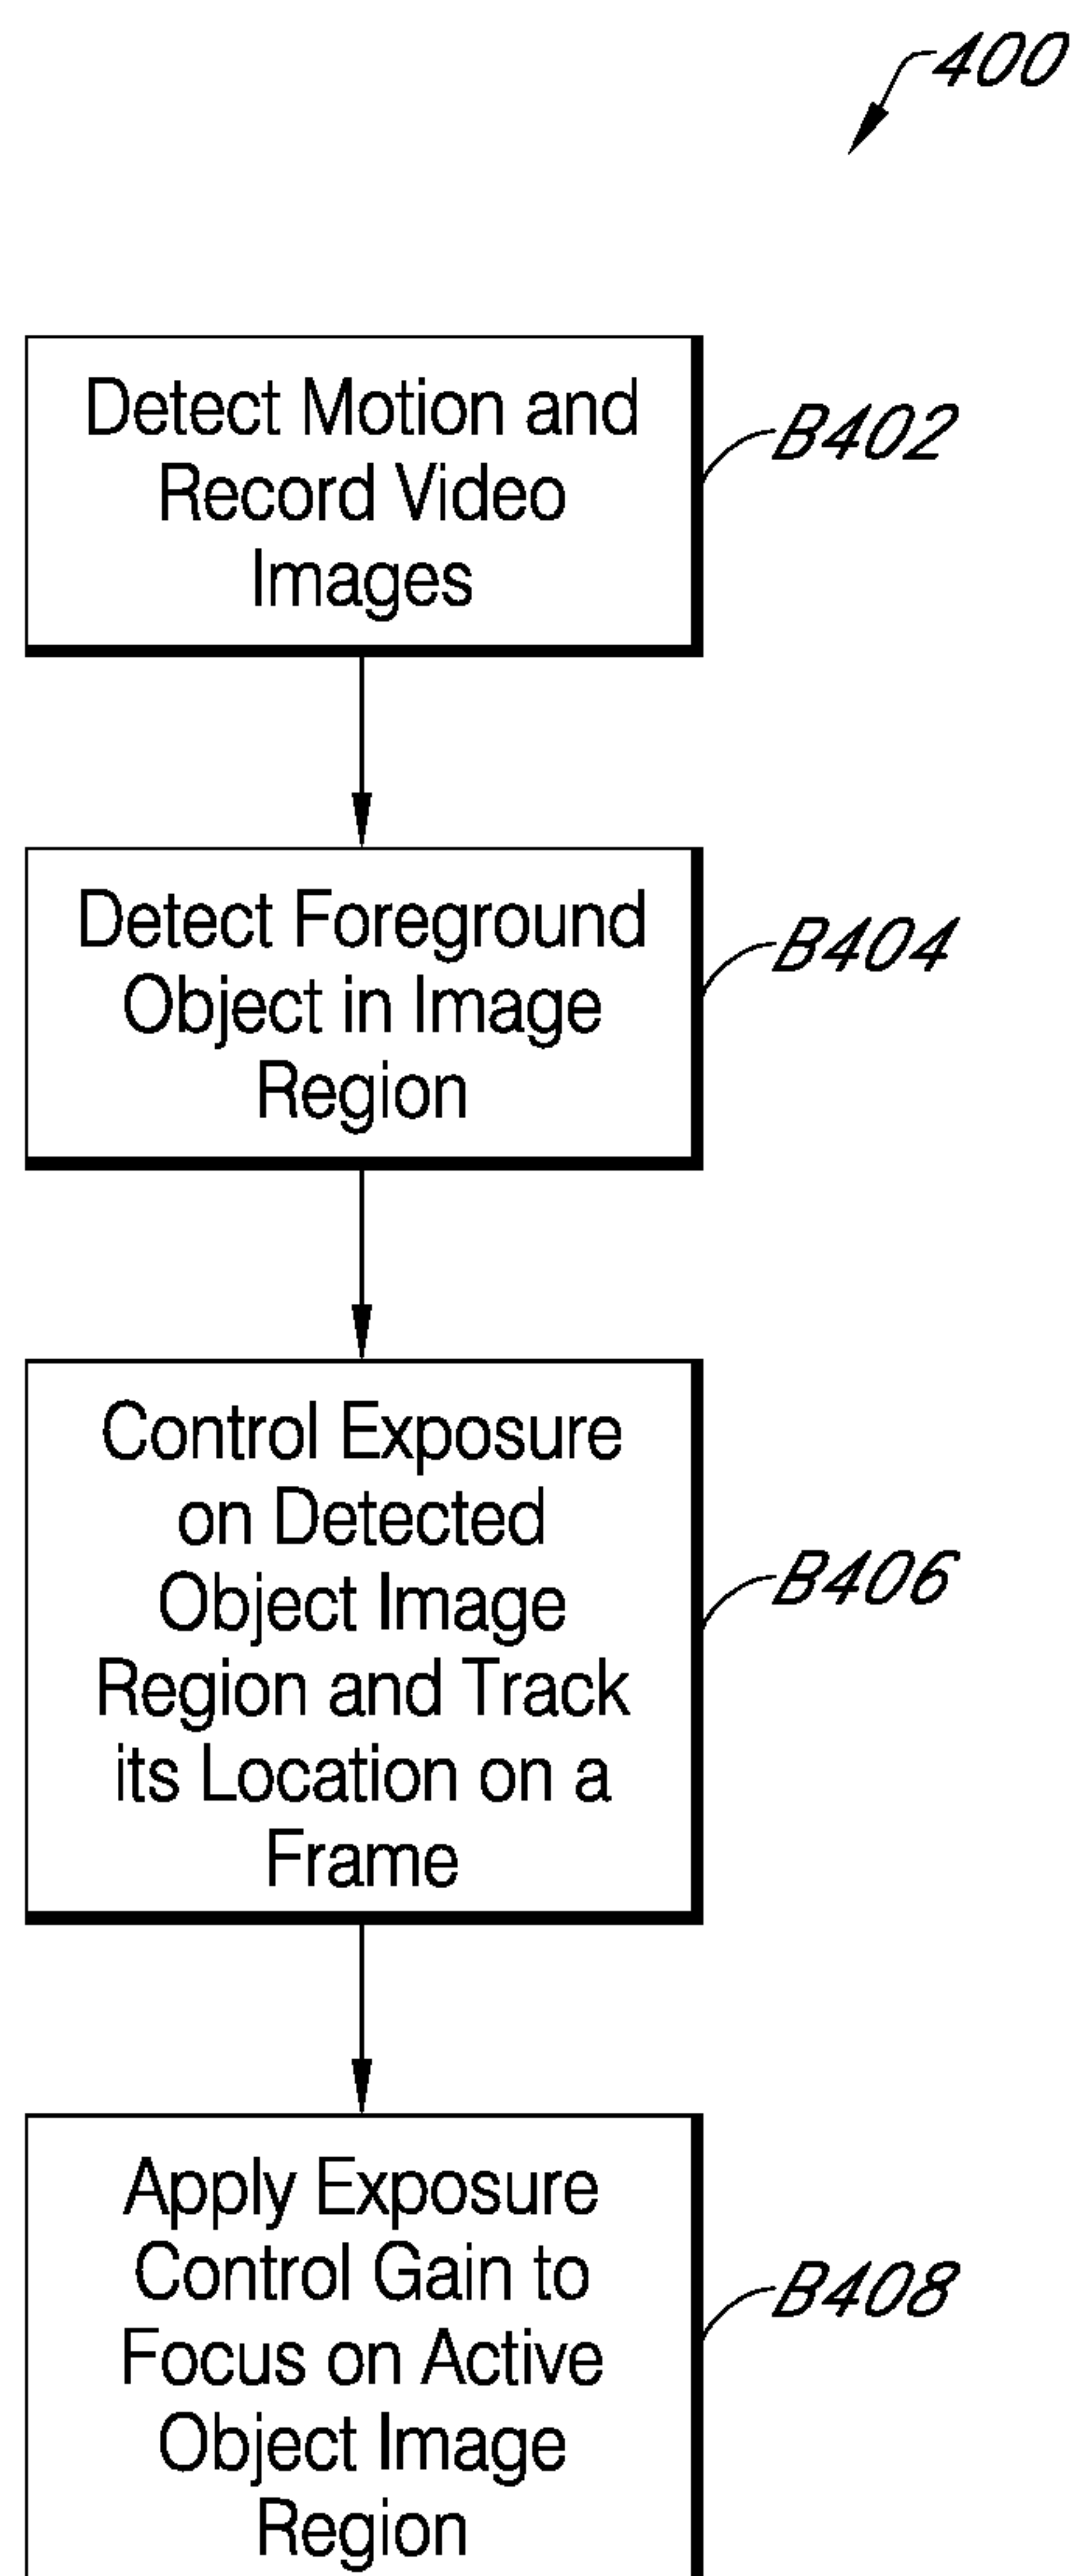 400
Detect Motion and
Record Video
Images
B402
Detect Foreground
Object in Image
Region
B404
Control Exposure
on Detected
Object Image
Region and Track
its Location on a
Frame
B406
Apply Exposure
Control Gain to
Focus on Active
Object Image
Region
B408